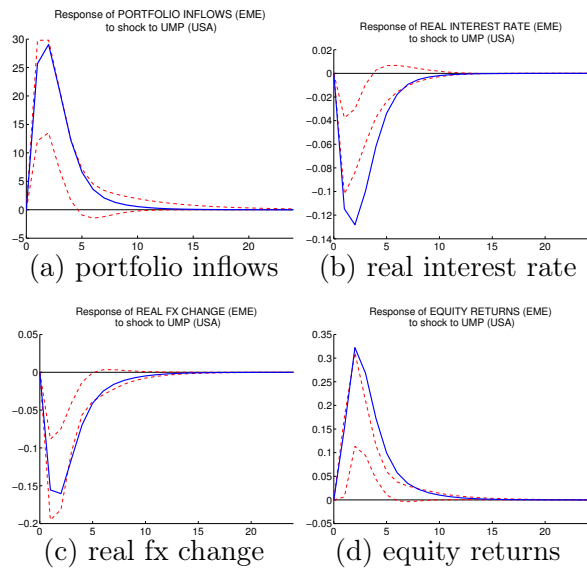 Response of PORTFOLIO INFLOWS (EME)
to shock to UMP (USA)
30
25
20
15
10
5
0
−5
0 5 10 15 20
(a) portfolio inflows
Response of REAL INTEREST RATE (EME)
to shock to UMP (USA)
0.02
0
−0.02
−0.04
−0.06
−0.08
−0.1
−0.12
−0.14
0 5 10 15 20
(b) real interest rate
Response of REAL FX CHANGE (EME)
to shock to UMP (USA)
0.05
0
−0.05
−0.1
−0.15
−0.2
0 5 10 15 20
(c) real fx change
Response of EQUITY RETURNS (EME)
to shock to UMP (USA)
0.35
0.3
0.25
0.2
0.15
0.1
0.05
0
0.05
0 5 10 15 20
(d) equity returns